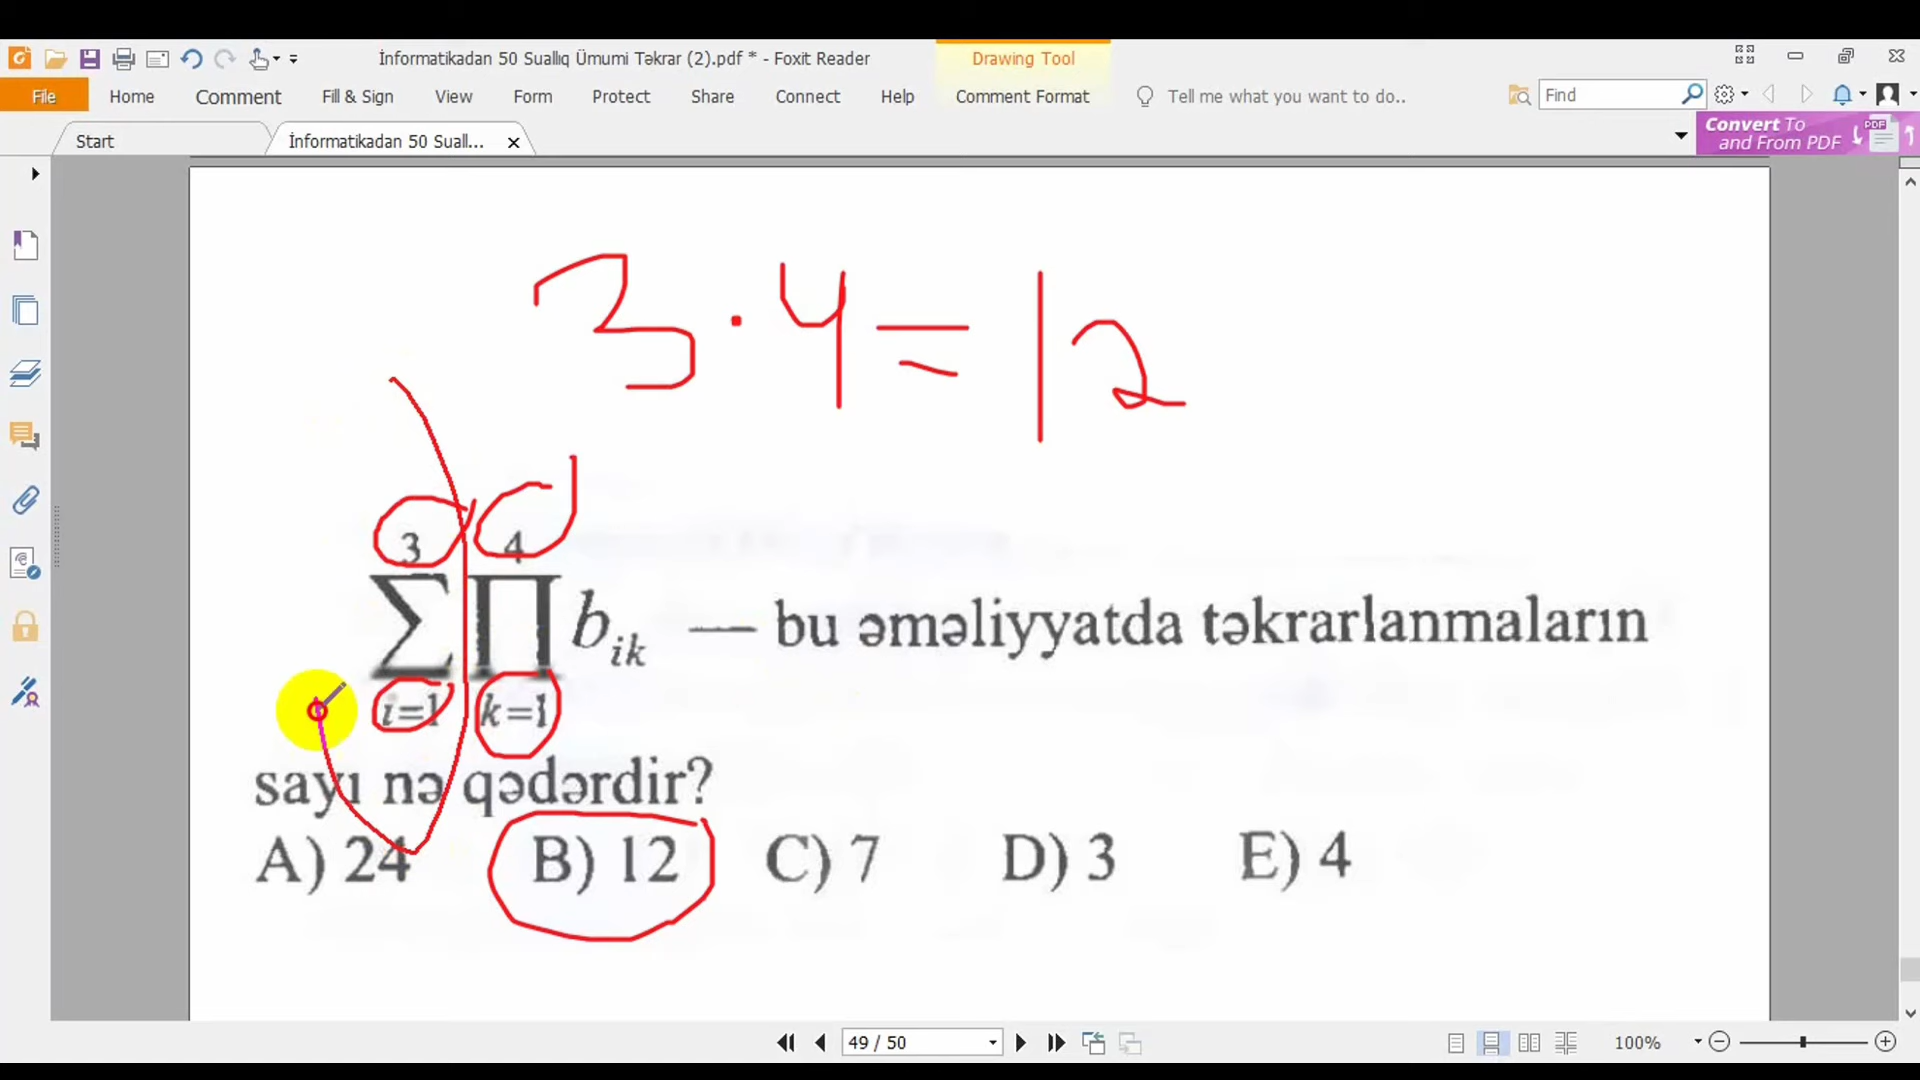 İnformatikadan 50 Suallıq Ümumi Təkrar (2).pdf * - Foxit Reader
Drawing Tool
File Home Comment Fill & Sign View Form Protect Share Connect Help Comment Format Tell me what you want to do.. Find
Start İnformatikadan 50 Suall...
Convert To and From PDF PDF
3 · 4 = 12
3 4
∑ ∏ b_ik — bu əməliyyatda təkrarlanmaların
i=1 k=1
sayı nə qədərdir?
A) 24 B) 12 C) 7 D) 3 E) 4
49 / 50 100%